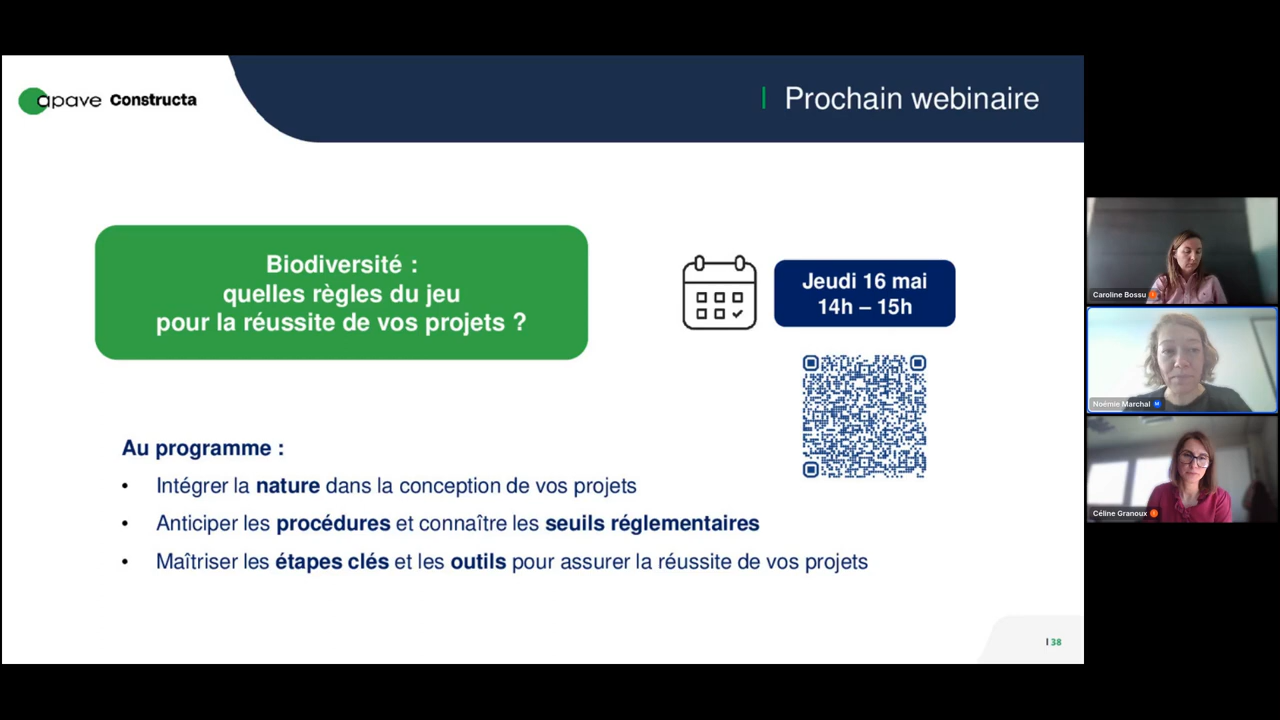 apave Constructa
Prochain webinaire
Biodiversité :
quelles règles du jeu
pour la réussite de vos projets ?
Jeudi 16 mai
14h – 15h
Au programme :
• Intégrer la nature dans la conception de vos projets
• Anticiper les procédures et connaître les seuils réglementaires
• Maîtriser les étapes clés et les outils pour assurer la réussite de vos projets
38
Caroline Bossu
Noémie Marchal
Céline Granoux